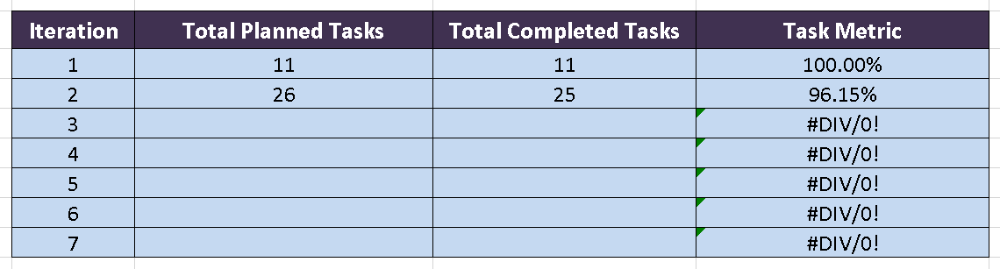 Iteration Total Planned Tasks Total Completed Tasks Task Metric
1 11 11 100.00%
2 26 25 96.15%
3 #DIV/0!
4 #DIV/0!
5 #DIV/0!
6 #DIV/0!
7 #DIV/0!